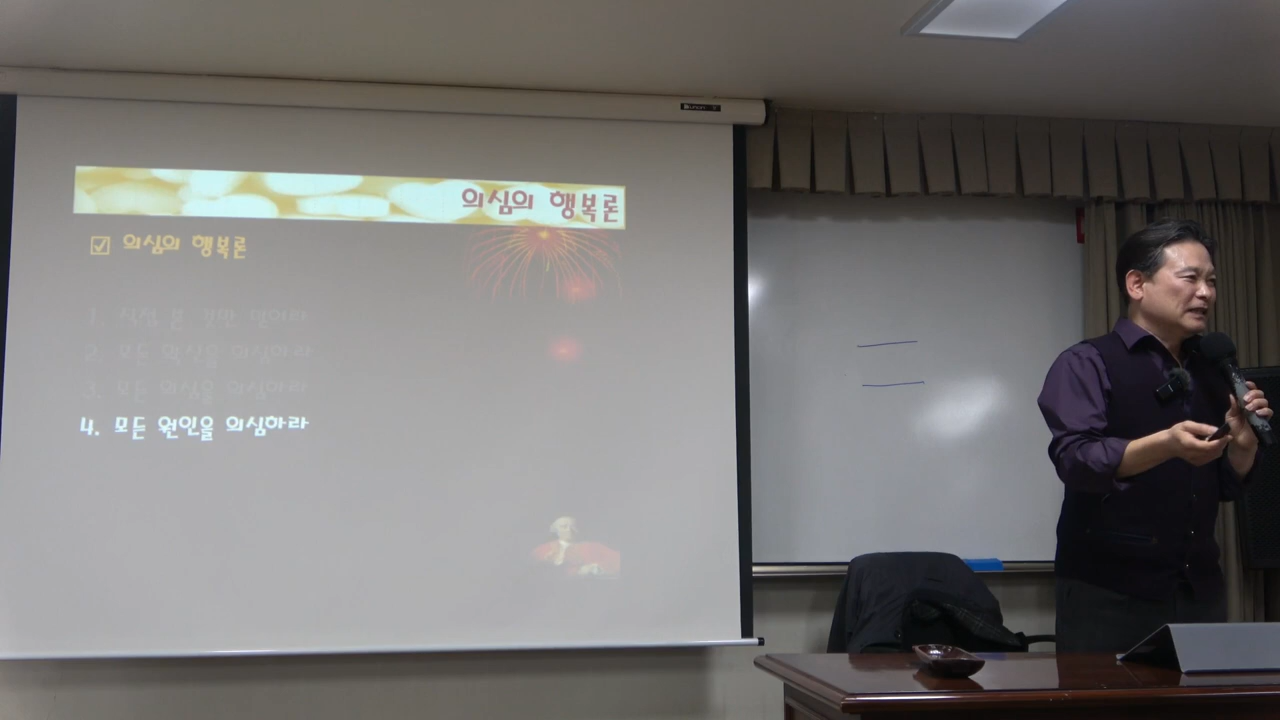 의심의 행복론
의심의 행복론
1. 직접 본 것만 믿어라
2. 모든 확신을 의심하라
3. 모든 의심을 의심하라
4. 모든 원인을 의심하라